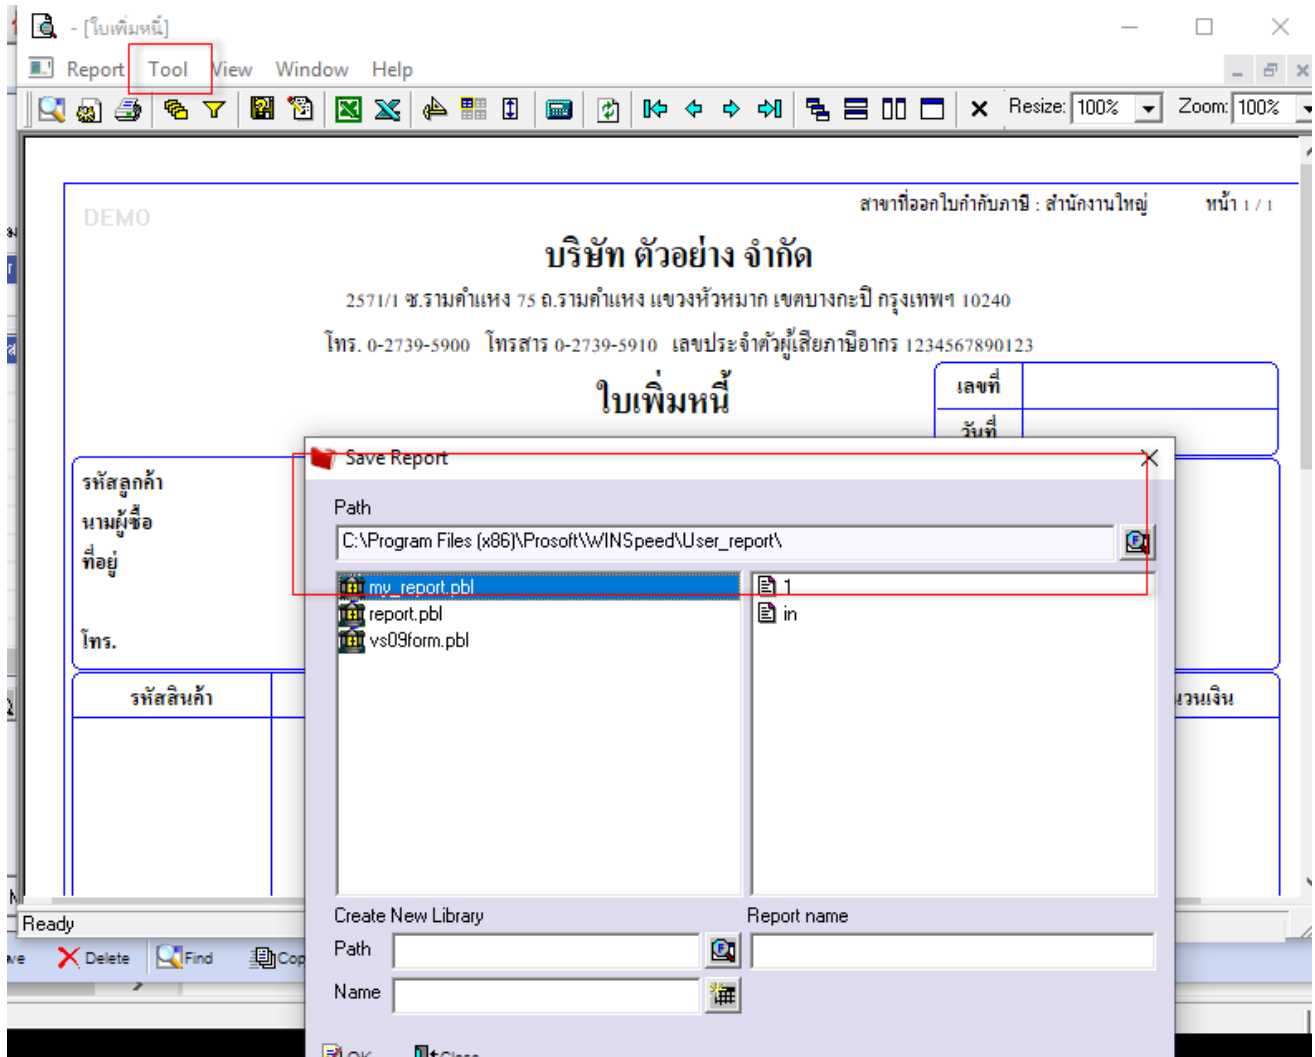 - [ใบเพิ่มหนี้]
Report Tool View Window Help
Resize: 100% Zoom: 100%
DEMO
สาขาที่ออกใบกำกับภาษี : สำนักงานใหญ่ หน้า 1 / 1
บริษัท ตัวอย่าง จำกัด
2571/1 ซ.รามคำแหง 75 ถ.รามคำแหง แขวงหัวหมาก เขตบางกะปิ กรุงเทพฯ 10240
โทร. 0-2739-5900 โทรสาร 0-2739-5910 เลขประจำตัวผู้เสียภาษีอากร 1234567890123
ใบเพิ่มหนี้
เลขที่
วันที่
Save Report
รหัสลูกค้า
นามผู้ซื้อ
ที่อยู่
โทร.
Path
C:\Program Files (x86)\Prosoft\WINSpeed\User_report\
my_report.pbl
report.pbl
vs09form.pbl
1
in
รหัสสินค้า
นวนเงิน
Create New Library
Report name
Path
Name
Ready
ve Delete Find Cop
OK Close